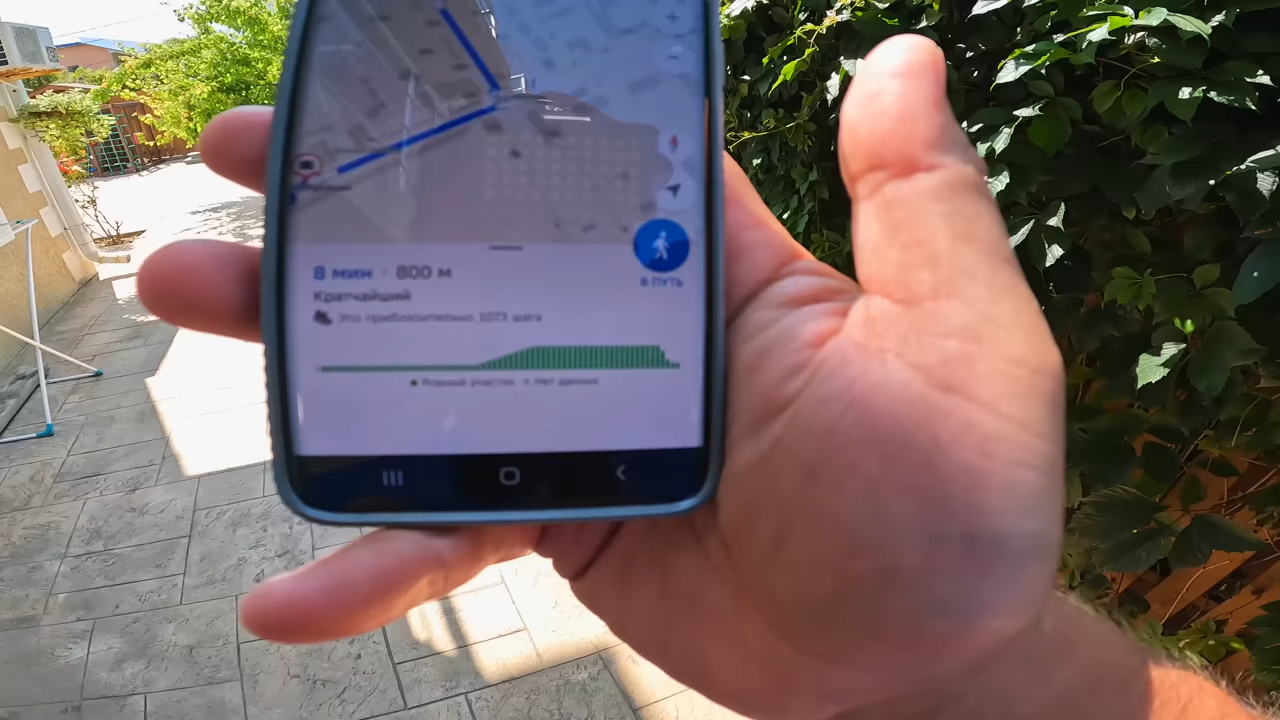 8 мин · 800 м
В ПУТЬ
Кратчайший
Это приблизительно 1073 шага
Ровный участок Нет данных